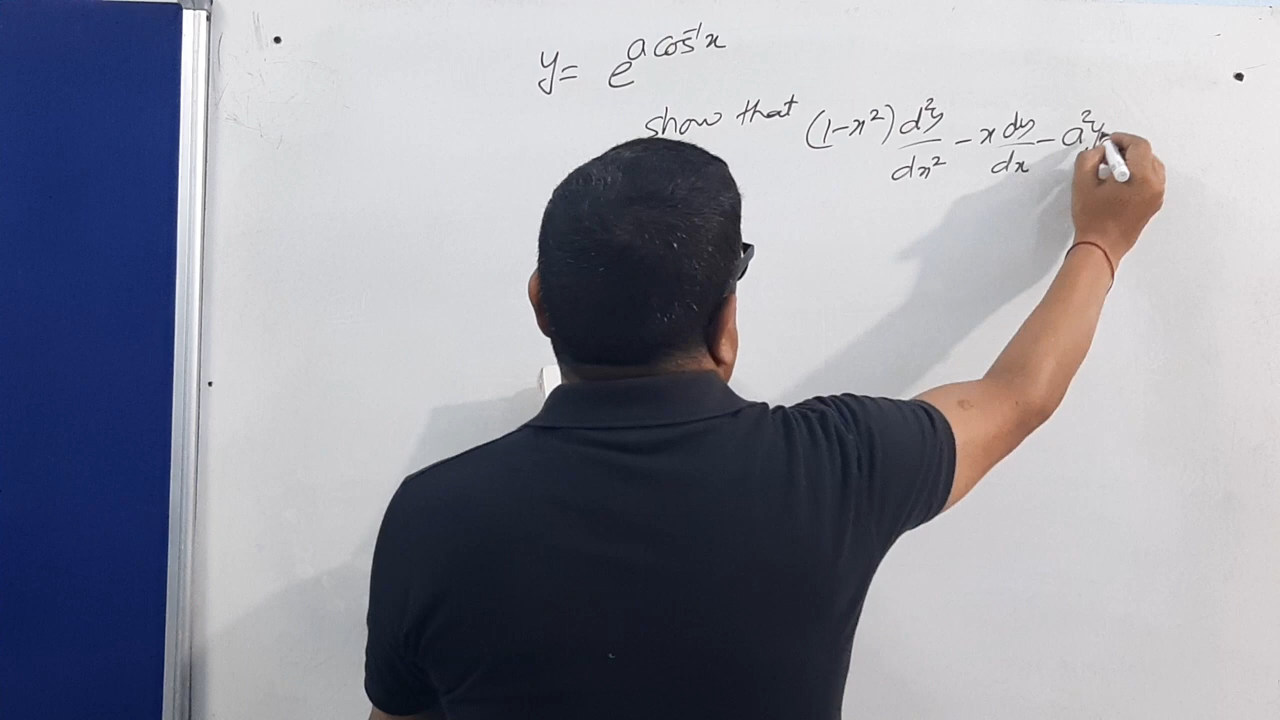 y = e^{a cos⁻¹x}
show that (1-x²) d²y/dx² - x dy/dx - a²y